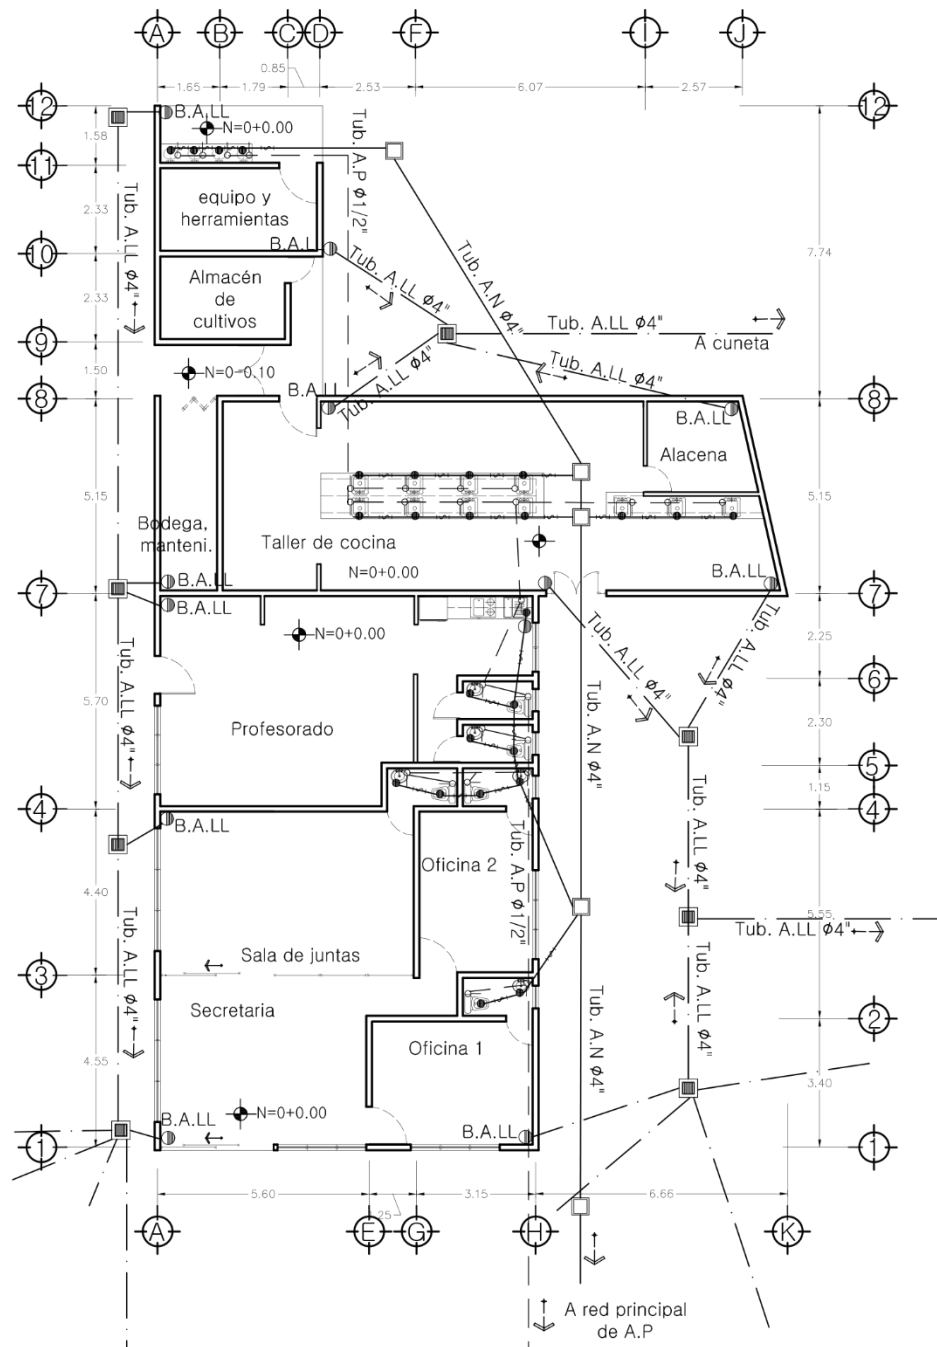 A B C D F I J
0.85
1.65 1.79 2.53 6.07 2.57
12 12
B.A.LL
N=0+0.00
1.58
11
Tub. A.P ϕ1/2"
Tub. A.LL ϕ4"
equipo y
herramientas
2.33
7.74
10
B.A.L
Tub. A.LL ϕ4"
Tub. A.N ϕ4"
Almacén
de
cultivos
2.33
Tub. A.LL ϕ4"
9
A cuneta
1.50
N=0-0.10
Tub. A.LL ϕ4"
Tub. A.LL ϕ4"
B.A.LL
8 8
B.A.LL
Alacena
5.15 5.15
Bodega,
manteni.
Taller de cocina
N=0+0.00
B.A.LL
B.A.LL
7 7
B.A.LL
N=0+0.00
Tub. A.LL ϕ4"
Tub. A.LL ϕ4"
Tub. A.LL ϕ4"
2.25
6
5.70
Tub. A.N ϕ4"
2.30
Profesorado
5
1.15
4 4
B.A.LL
Tub. A.LL ϕ4"
Tub. A.P ϕ1/2"
Oficina 2
4.40
5.55
Tub. A.LL ϕ4"
Tub. A.LL ϕ4"
Sala de juntas
3
Tub. A.LL ϕ4"
Secretaria
Tub. A.N ϕ4"
2
Oficina 1
4.55
3.40
N=0+0.00
B.A.LL
B.A.LL
1 1
5.60 .25 3.15 6.66
A E G H K
A red principal
de A.P